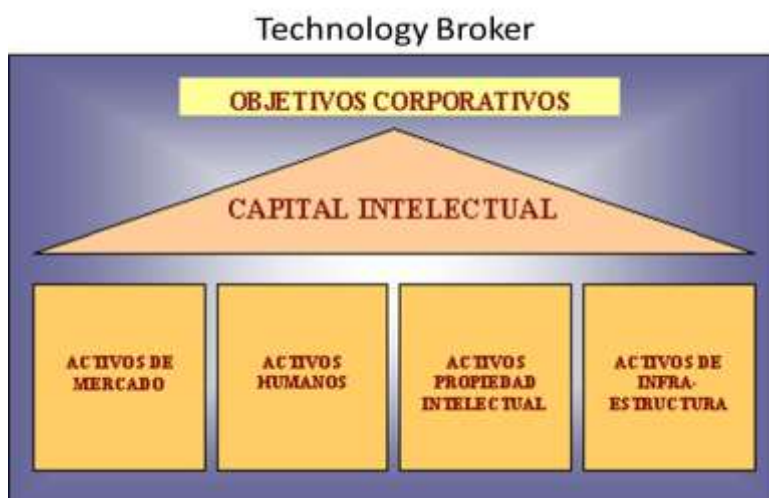 Technology Broker
OBJETIVOS CORPORATIVOS
CAPITAL INTELECTUAL
ACTIVOS DE
MERCADO
ACTIVOS
HUMANOS
ACTIVOS
PROPIEDAD
INTELECTUAL
ACTIVOS DE
INFRA-
ESTRUCTURA